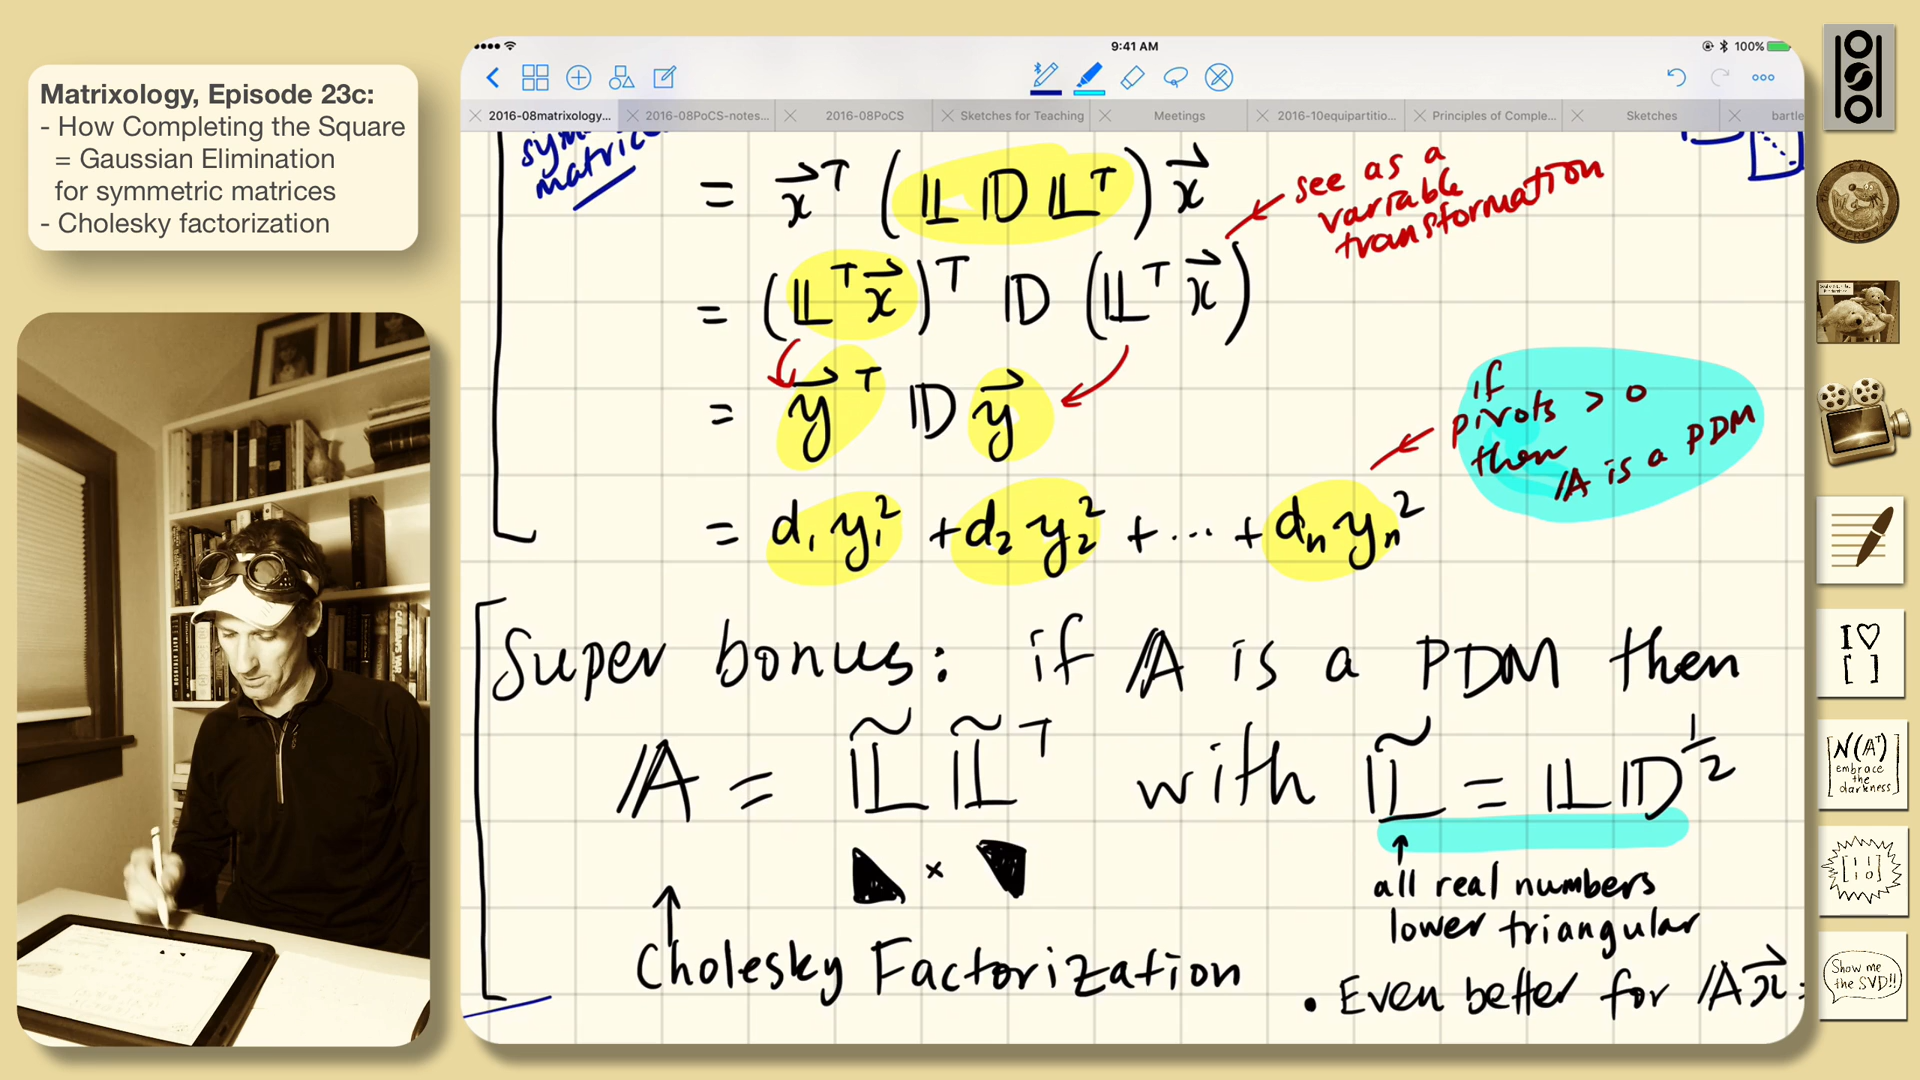 Matrixology, Episode 23c:
- How Completing the Square
= Gaussian Elimination
for symmetric matrices
- Cholesky factorization
9:41 AM
100%
2016-08matrixology...
2016-08PoCS-notes...
2016-08PoCS
Sketches for Teaching
Meetings
2016-10equipartitio...
Principles of Comple...
Sketches
bartle
= x⃗ᵀ (𝕃 𝔻 𝕃ᵀ) x⃗
see as a
variable
transformation
= (𝕃ᵀx⃗)ᵀ 𝔻 (𝕃ᵀ x⃗)
= y⃗ᵀ 𝔻 y⃗
if
pivots > 0
then
𝔸 is a PDM
= d₁y₁² + d₂y₂² + ... + dₙyₙ²
Super bonus: if 𝔸 is a PDM then
𝔸 = 𝕃̃ 𝕃̃ᵀ with 𝕃̃ = 𝕃𝔻^½
×
all real numbers
lower triangular
Cholesky Factorization
• Even better for 𝔸x⃗ :
I ♡
[ ]
N(𝔸ᵀ)
embrace
the
darkness
Show me
the SVD!!